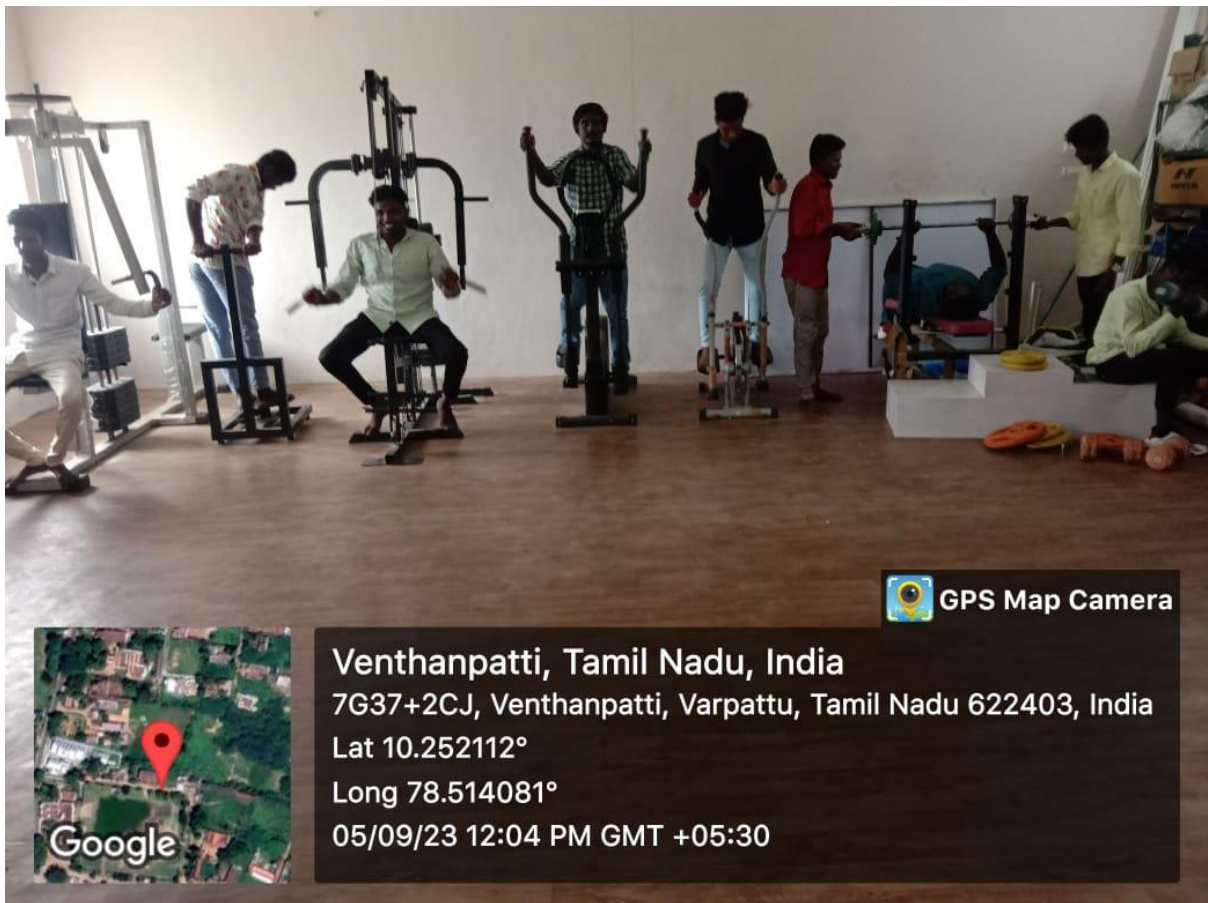 GPS Map Camera
Venthanpatti, Tamil Nadu, India
7G37+2CJ, Venthanpatti, Varpattu, Tamil Nadu 622403, India
Lat 10.252112°
Long 78.514081°
05/09/23 12:04 PM GMT +05:30
Google